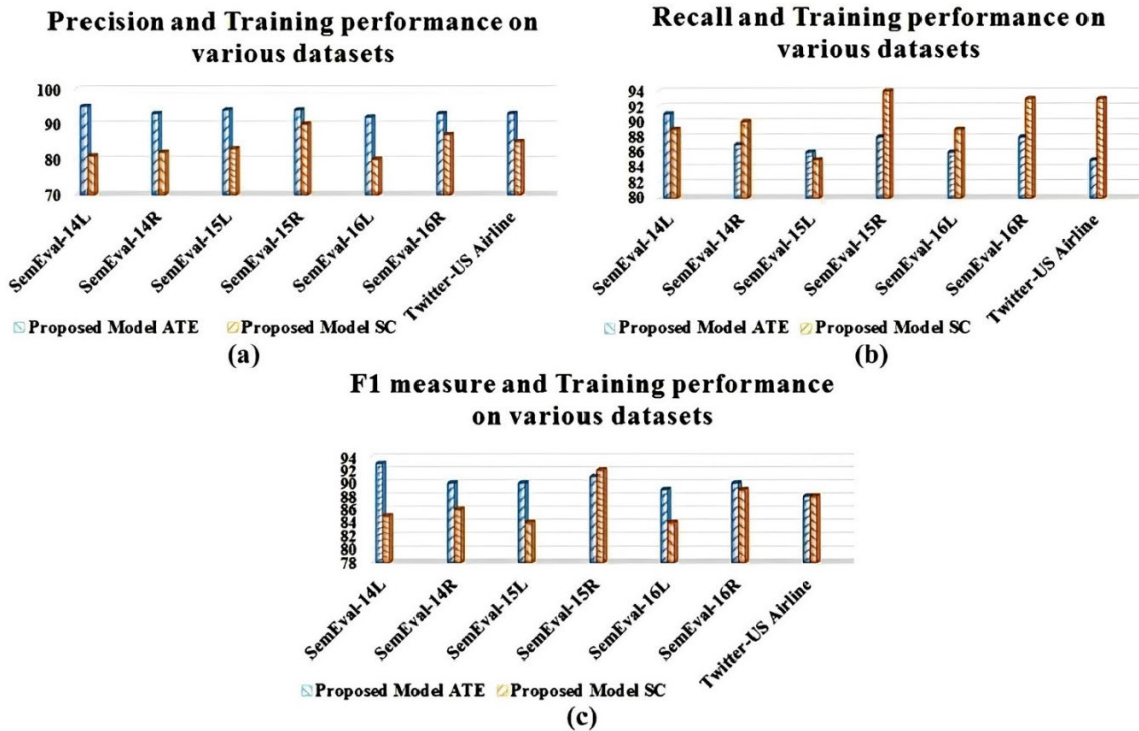 Precision and Training performance on
various datasets
100
90
80
70
SemEval-14L
SemEval-14R
SemEval-15L
SemEval-15R
SemEval-16L
SemEval-16R
Twitter-US Airline
Proposed Model ATE
Proposed Model SC
(a)
Recall and Training performance on
various datasets
94
92
90
88
86
84
82
80
SemEval-14L
SemEval-14R
SemEval-15L
SemEval-15R
SemEval-16L
SemEval-16R
Twitter-US Airline
Proposed Model ATE
Proposed Model SC
(b)
F1 measure and Training performance
on various datasets
94
92
90
88
86
84
82
80
78
SemEval-14L
SemEval-14R
SemEval-15L
SemEval-15R
SemEval-16L
SemEval-16R
Twitter-US Airline
Proposed Model ATE
Proposed Model SC
(c)